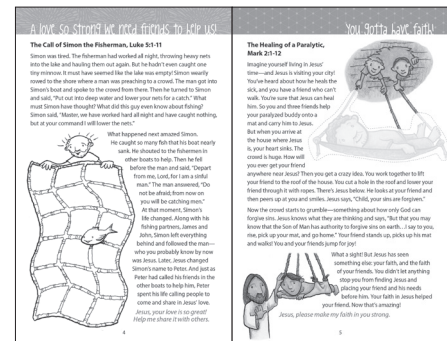 A love so strong we need friends to help us!
The Call of Simon the Fisherman, Luke 5:1-11
Simon was tired. The fisherman had worked all night, throwing heavy nets
into the lake and hauling them out again. But he hadn't even caught one
tiny minnow. It must have seemed like the lake was empty! Simon wearily
rowed to the shore where a man was preaching to a crowd. The man got into
Simon's boat and spoke to the crowd from there. Then he turned to Simon
and said, "Put out into deep water and lower your nets for a catch." What
must Simon have thought? What did this guy even know about fishing?
Simon said, "Master, we have worked hard all night and have caught nothing,
but at your command I will lower the nets."
What happened next amazed Simon.
He caught so many fish that his boat nearly
sank. He shouted to the fishermen in
other boats to help. Then he fell
before the man and said, "Depart
from me, Lord, for I am a sinful
man." The man answered, "Do
not be afraid; from now on
you will be catching men."
At that moment, Simon's
life changed. Along with his
fishing partners, James and
John, Simon left everything
behind and followed the man—
who you probably know by now
was Jesus. Later, Jesus changed
Simon's name to Peter. And just as
Peter had called his friends in the
other boats to help him, Peter
spent his life calling people to
come and share in Jesus' love.
Jesus, your love is so great!
Help me share it with others.
4
You gotta have faith!
The Healing of a Paralytic,
Mark 2:1-12
Imagine yourself living in Jesus'
time—and Jesus is visiting your city!
You've heard about how he heals the
sick, and you have a friend who can't
walk. You're sure that Jesus can heal
him. So you and three friends help
your paralyzed buddy onto a
mat and carry him to Jesus.
But when you arrive at
the house where Jesus
is, your heart sinks. The
crowd is huge. How will
you ever get your friend
anywhere near Jesus? Then you get a crazy idea. You work together to lift
your friend to the roof of the house. You cut a hole in the roof and lower your
friend through it with ropes. There's Jesus below. He looks at your friend and
then peers up at you and smiles. Jesus says, "Child, your sins are forgiven."
Now the crowd starts to grumble—something about how only God can
forgive sins. Jesus knows what they are thinking and says, "But that you may
know that the Son of Man has authority to forgive sins on earth…I say to you,
rise, pick up your mat, and go home." Your friend stands up, picks up his mat
and walks! You and your friends jump for joy!
What a sight! But Jesus has seen
something else: your faith, and the faith
of your friends. You didn't let anything
stop you from finding Jesus and
placing your friend and his needs
before him. Your faith in Jesus helped
your friend. Now that's amazing!
Jesus, please make my faith in you strong.
5